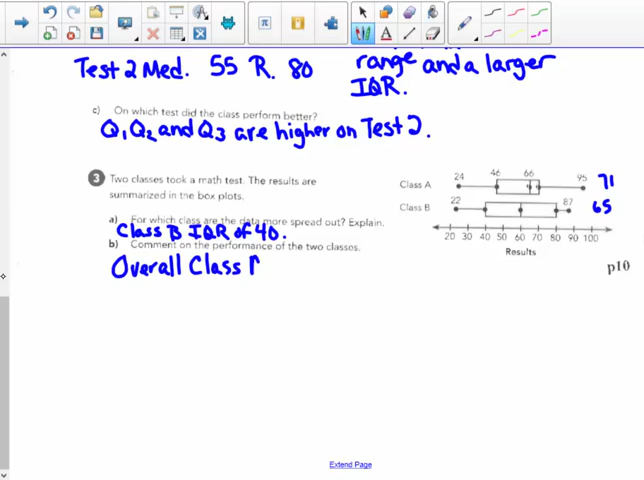 range and a larger
Test 2 Med. 55 R. 80
IQR.
c) On which test did the class perform better?
Q1, Q2 and Q3 are higher on Test 2.
3 Two classes took a math test. The results are
summarized in the box plots.
a) For which class are the data more spread out? Explain.
Class B IQR of 40.
b) Comment on the performance of the two classes.
Overall Class
24 46 66 95
Class A 71
22 87
Class B 65
20 30 40 50 60 70 80 90 100
Results
p10
Extend Page